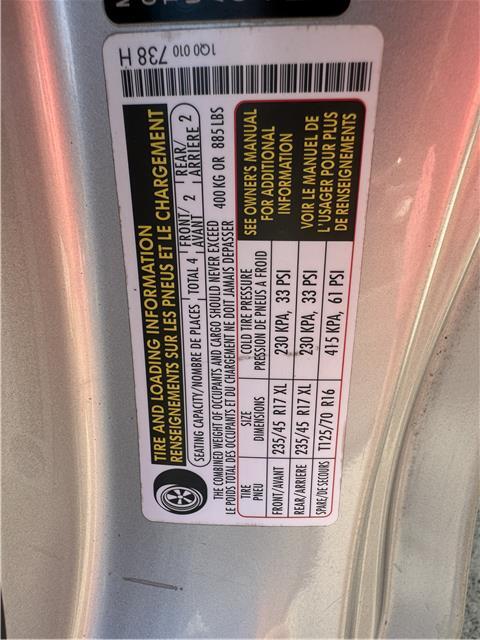 TIRE AND LOADING INFORMATION
RENSEIGNEMENTS SUR LES PNEUS ET LE CHARGEMENT
SEATING CAPACITY/NOMBRE DE PLACES TOTAL 4 FRONT/AVANT 2 REAR/ARRIERE 2
THE COMBINED WEIGHT OF OCCUPANTS AND CARGO SHOULD NEVER EXCEED 400 KG OR 885 LBS
LE POIDS TOTAL DES OCCUPANTS ET DU CHARGEMENT NE DOIT JAMAIS DEPASSER
TIRE PNEU SIZE DIMENSIONS COLD TIRE PRESSURE PRESSION DE PNEUS A FROID
FRONT/AVANT 235/45 R17 XL 230 KPA, 33 PSI
REAR/ARRIERE 235/45 R17 XL 230 KPA, 33 PSI
SPARE/DE SECOURS T125/70 R16 415 KPA, 61 PSI
SEE OWNER'S MANUAL
FOR ADDITIONAL
INFORMATION
VOIR LE MANUEL DE
L'USAGER POUR PLUS
DE RENSEIGNEMENTS
1Q0 010 738 H